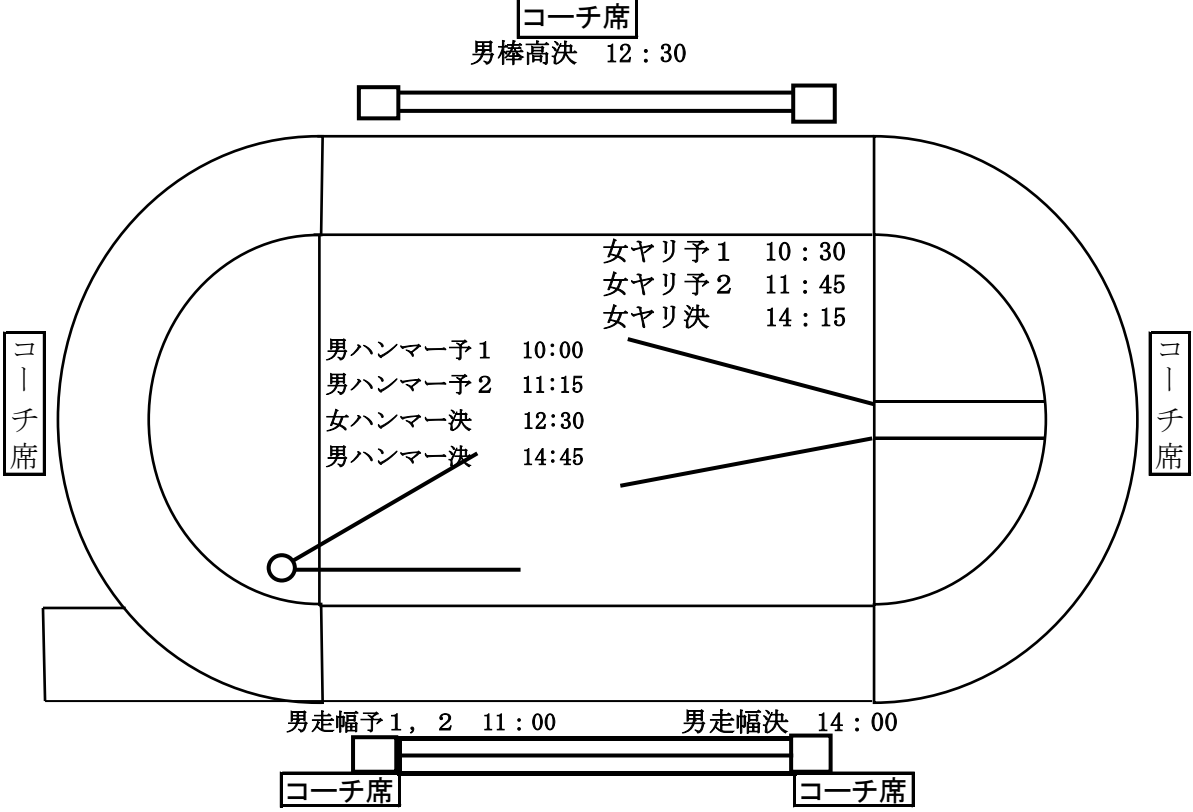 コーチ席
男棒高決　12：30
女ヤリ予１　10：30
女ヤリ予２　11：45
女ヤリ決　　14：15
男ハンマー予１　10:00
男ハンマー予２　11:15
女ハンマー決　　12:30
男ハンマー決　　14:45
コーチ席
コーチ席
男走幅予１，２　11：00
男走幅決　14：00
コーチ席
コーチ席